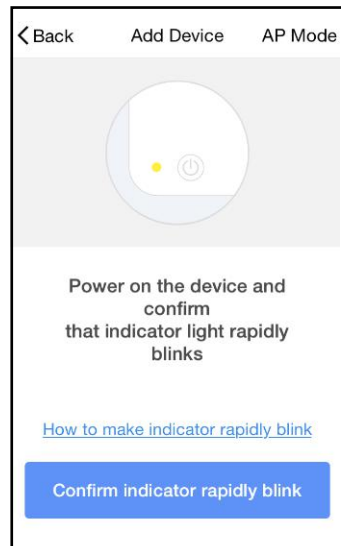 Back Add Device AP Mode
Power on the device and
confirm
that indicator light rapidly
blinks
How to make indicator rapidly blink
Confirm indicator rapidly blink